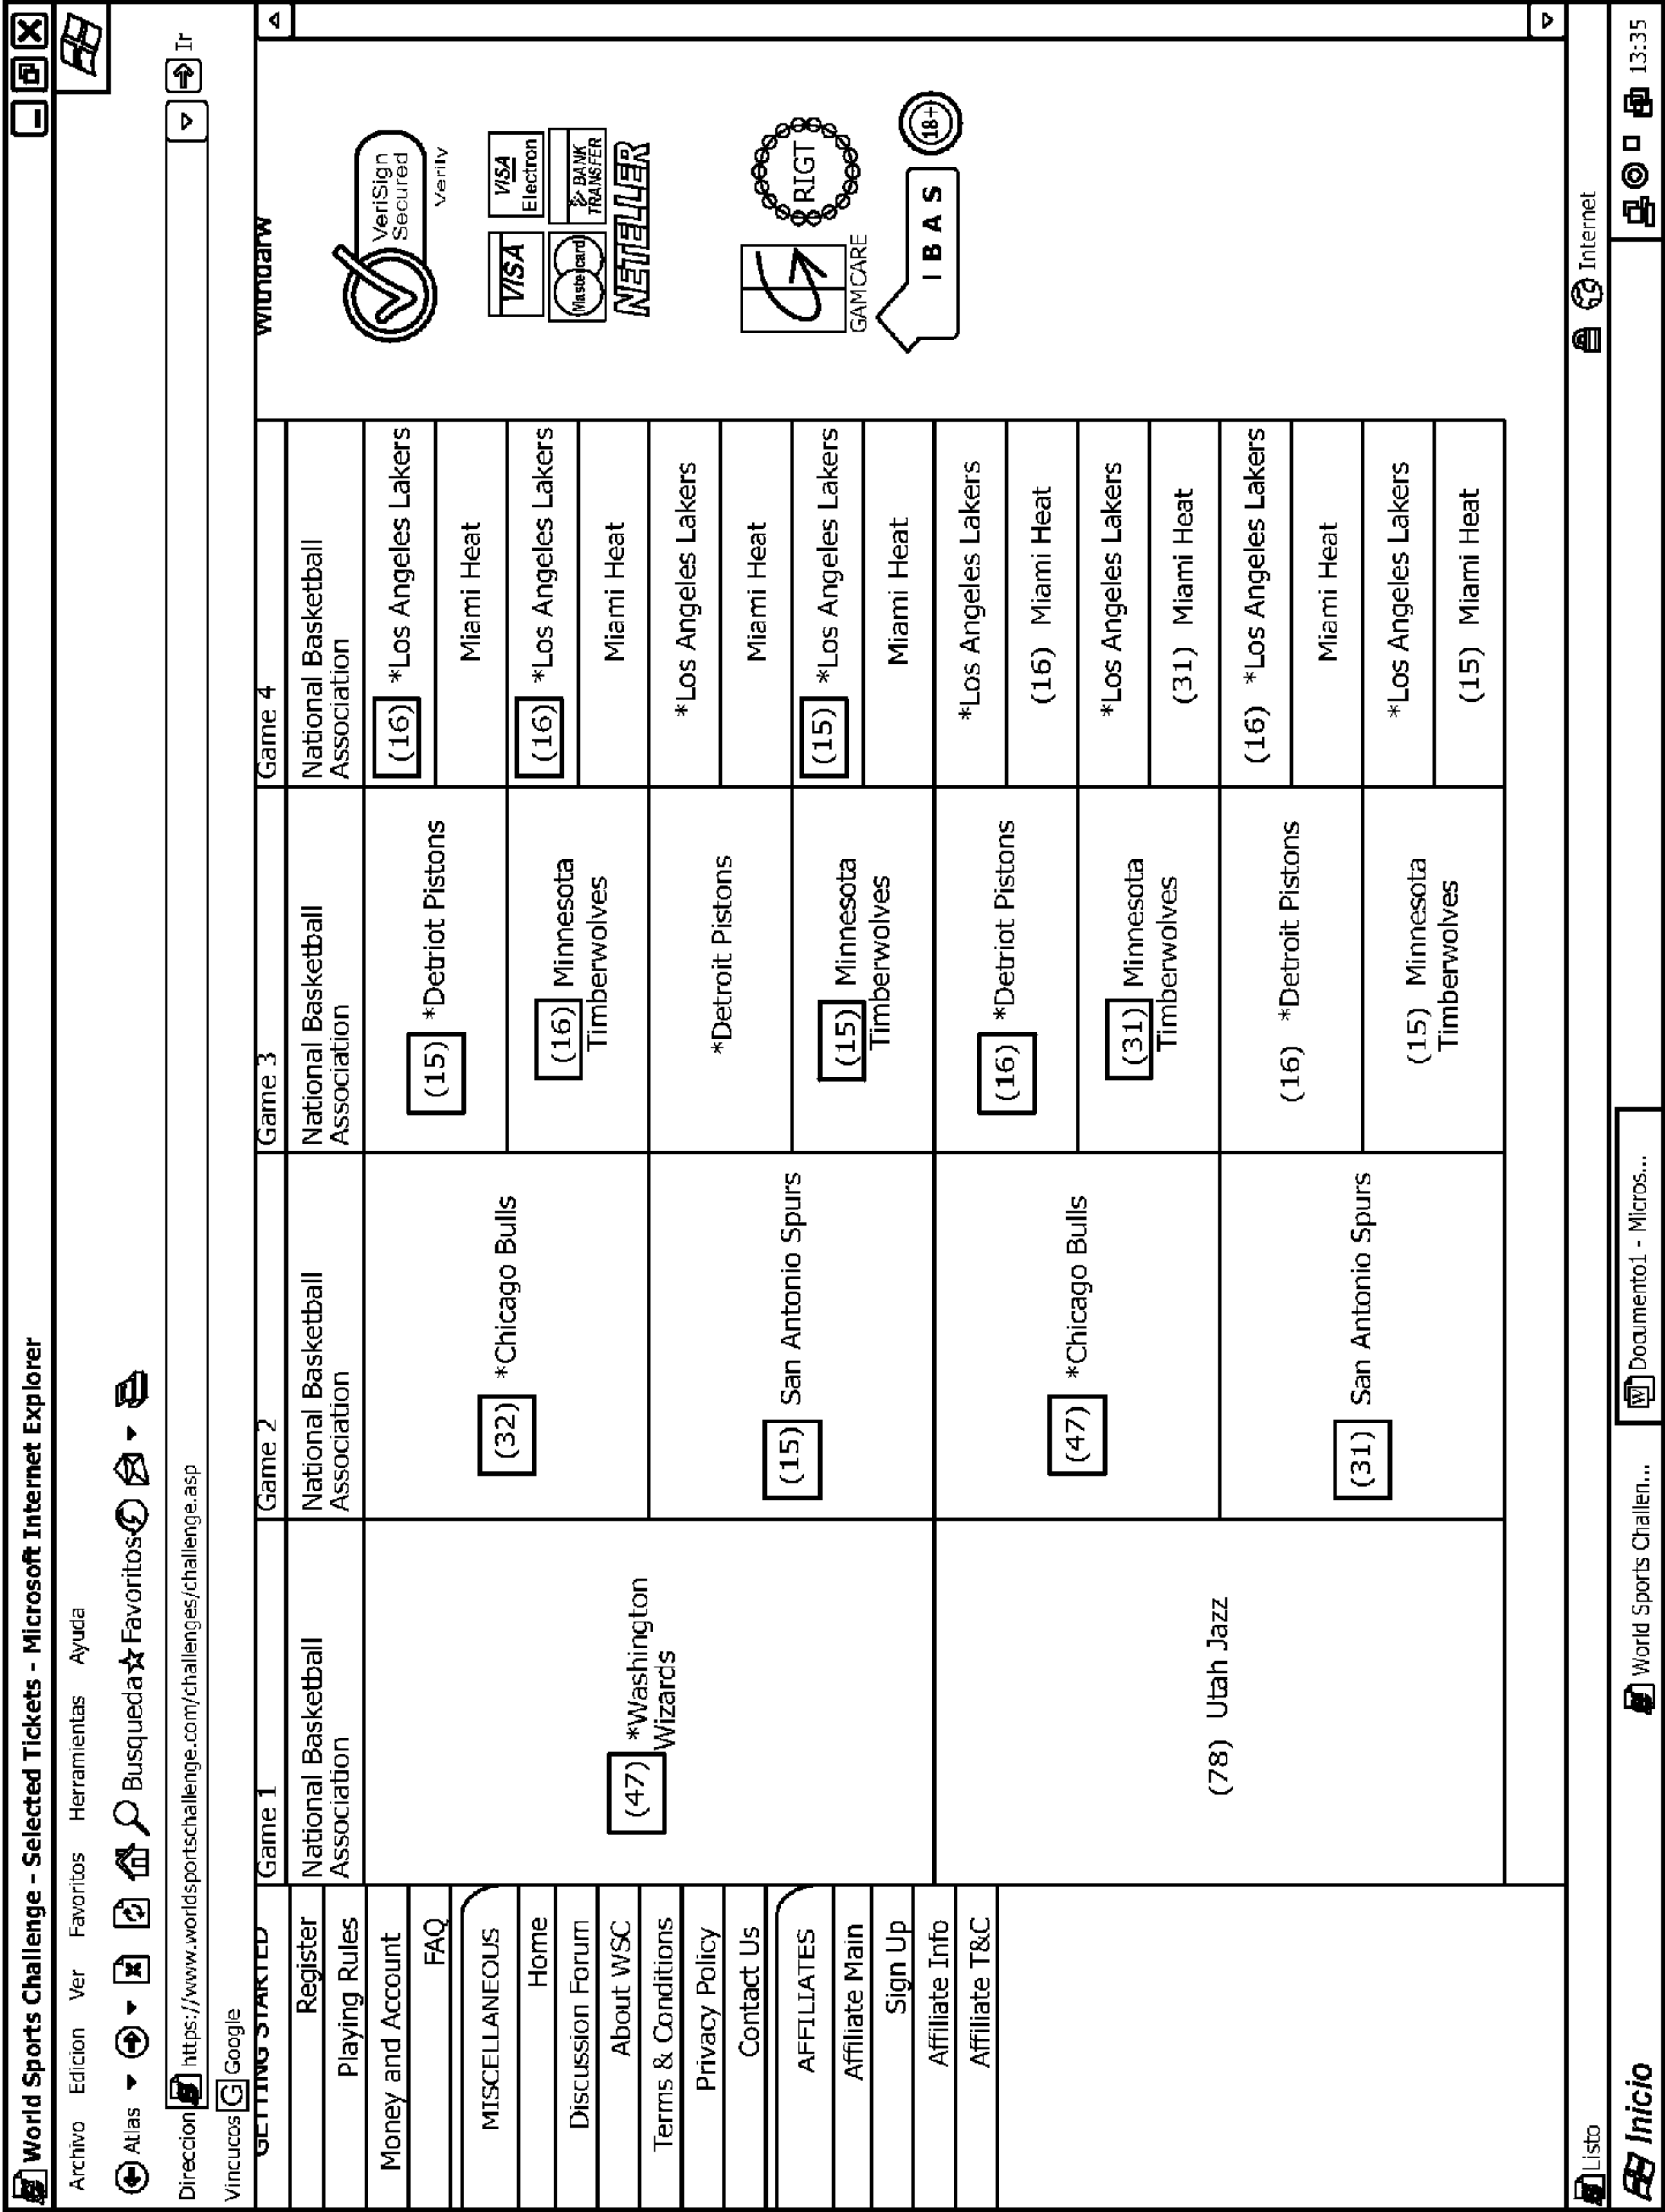 World Sports Challenge - Selected Tickets - Microsoft Internet Explorer
Archivo Edicion Ver Favoritos Herramientas Ayuda
Atlas Busqueda Favoritos
Direccion https://www.worldsportschallenge.com/challenges/challenge.asp Ir
Vincucos G Google
GETTING STARTED
Register
Playing Rules
Money and Account
FAQ
MISCELLANEOUS
Home
Discussion Forum
About WSC
Terms & Conditions
Privacy Policy
Contact Us
AFFILIATES
Affiliate Main
Sign Up
Affiliate Info
Affiliate T&C
Game 1
National Basketball
Association
(47) *Washington
Wizards
(78) Utah Jazz
Game 2
National Basketball
Association
(32) *Chicago Bulls
(15) San Antonio Spurs
(47) *Chicago Bulls
(31) San Antonio Spurs
Game 3
National Basketball
Association
(15) *Detriot Pistons
(16) Minnesota
Timberwolves
*Detroit Pistons
(15) Minnesota
Timberwolves
(16) *Detriot Pistons
(31) Minnesota
Timberwolves
(16) *Detroit Pistons
(15) Minnesota
Timberwolves
Game 4
National Basketball
Association
(16) *Los Angeles Lakers
Miami Heat
(16) *Los Angeles Lakers
Miami Heat
*Los Angeles Lakers
Miami Heat
(15) *Los Angeles Lakers
Miami Heat
*Los Angeles Lakers
(16) Miami Heat
*Los Angeles Lakers
(31) Miami Heat
(16) *Los Angeles Lakers
Miami Heat
*Los Angeles Lakers
(15) Miami Heat
Withdarw
VeriSign
Secured
Verily
VISA
VISA
Electron
Mastercard
BANK
TRANSFER
NETELLER
GAMCARE
RIGT
IBAS
18+
Listo
Internet
Inicio
World Sports Challen...
W Documento1 - Micros...
13:35